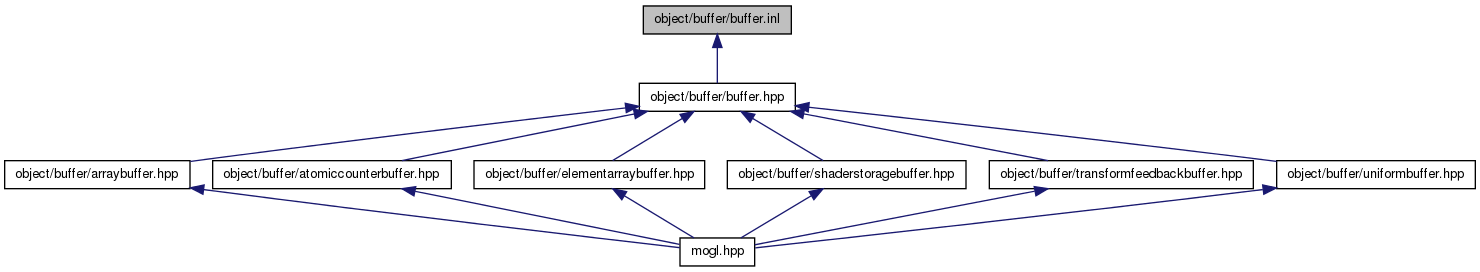 object/buffer/buffer.inl
object/buffer/buffer.hpp
object/buffer/arraybuffer.hpp
object/buffer/atomiccounterbuffer.hpp
object/buffer/elementarraybuffer.hpp
object/buffer/shaderstoragebuffer.hpp
object/buffer/transformfeedbackbuffer.hpp
object/buffer/uniformbuffer.hpp
mogl.hpp